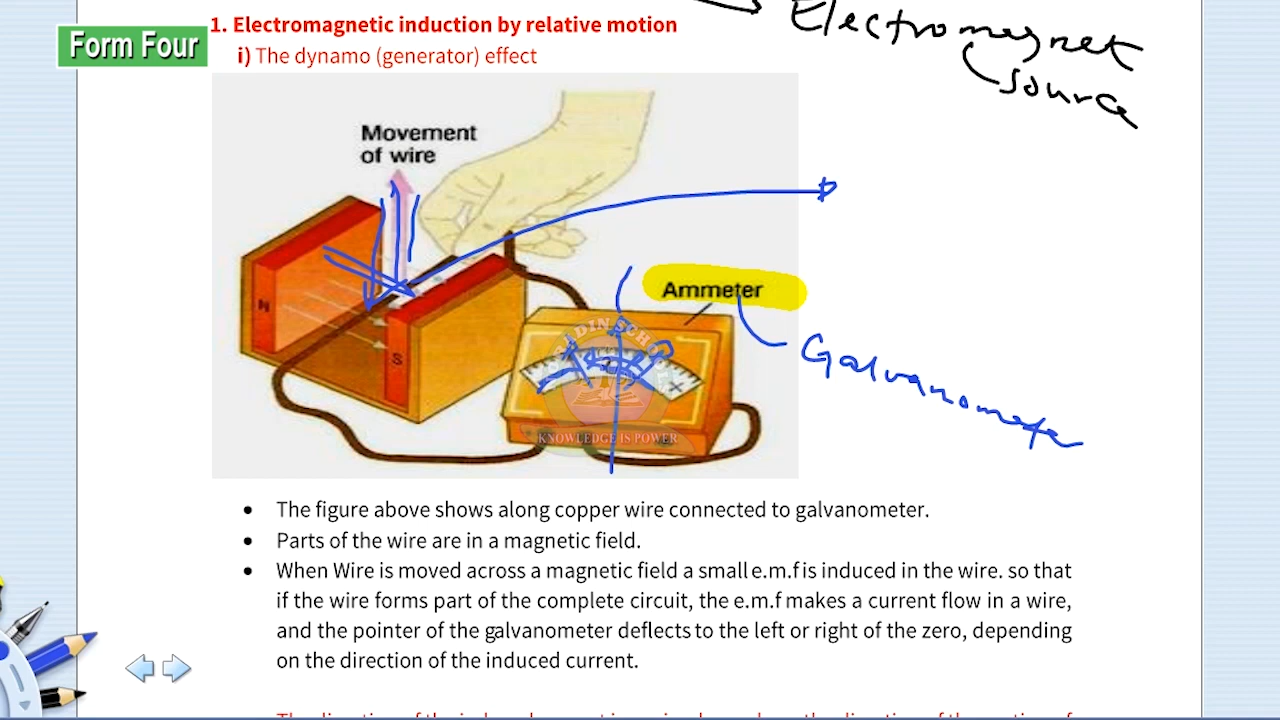 Electromagnet
source
Form Four
1. Electromagnetic induction by relative motion
i) The dynamo (generator) effect
Movement
of wire
Ammeter
Galvanometer
N
S
KNOWLEDGE IS POWER
• The figure above shows along copper wire connected to galvanometer.
• Parts of the wire are in a magnetic field.
• When Wire is moved across a magnetic field a small e.m.f is induced in the wire. so that
if the wire forms part of the complete circuit, the e.m.f makes a current flow in a wire,
and the pointer of the galvanometer deflects to the left or right of the zero, depending
on the direction of the induced current.